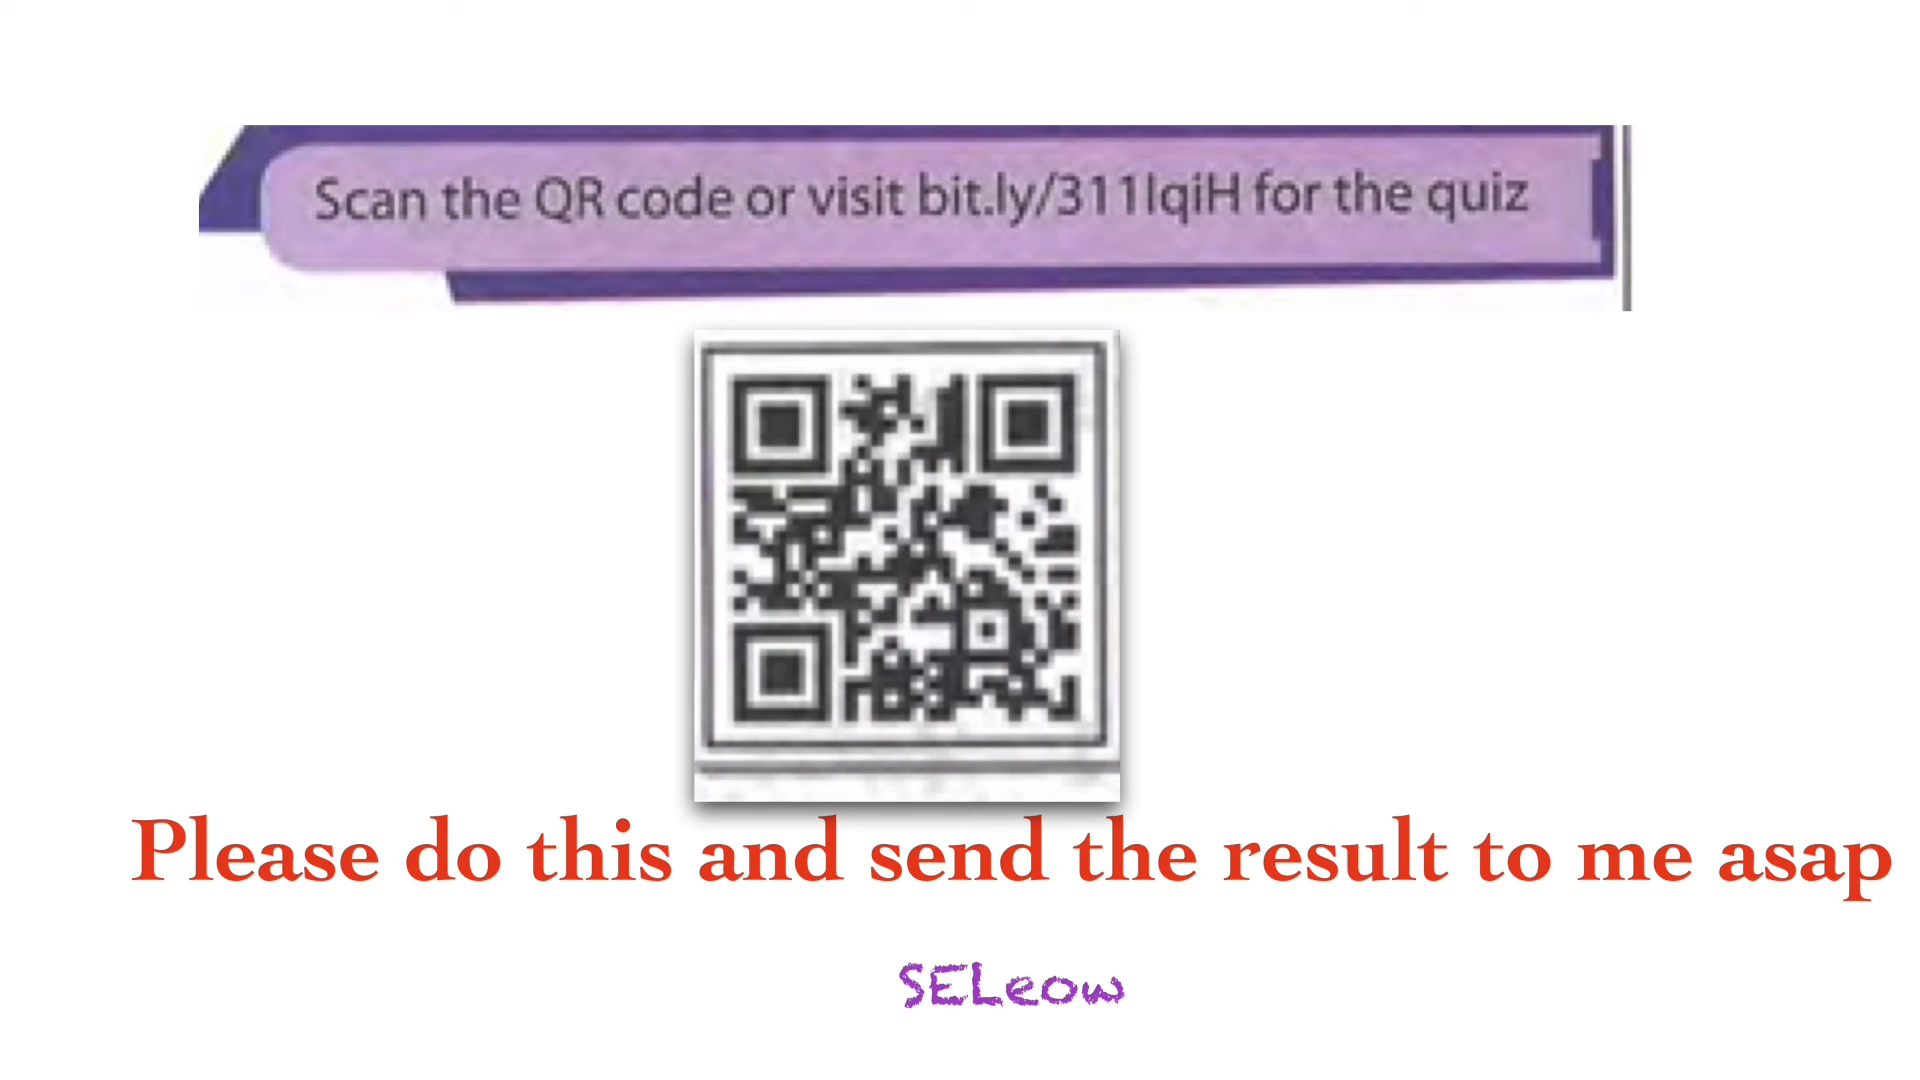 Scan the QR code or visit bit.ly/311IqiH for the quiz
Please do this and send the result to me asap
SELeow